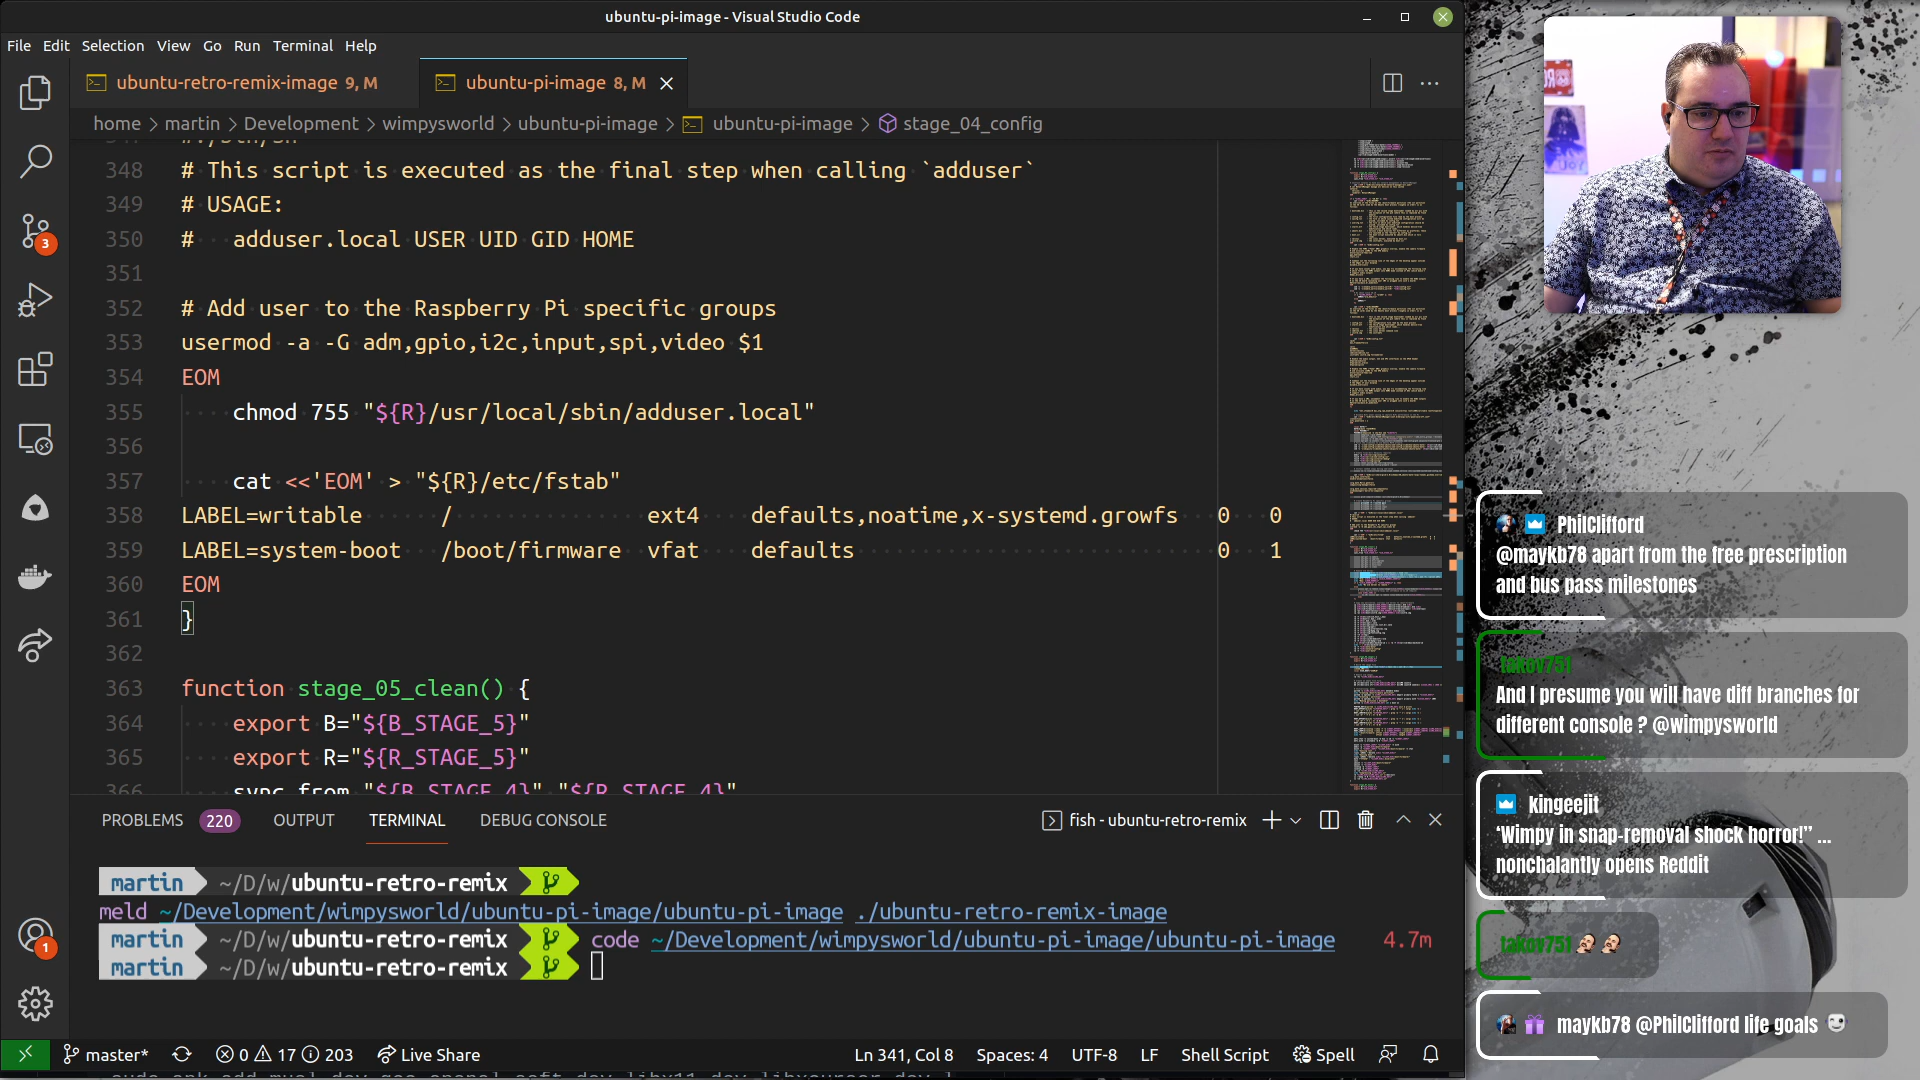 ubuntu-pi-image - Visual Studio Code
File Edit Selection View Go Run Terminal Help
ubuntu-retro-remix-image 9, M
ubuntu-pi-image 8, M
home > martin > Development > wimpysworld > ubuntu-pi-image > ubuntu-pi-image > stage_04_config
348 # This script is executed as the final step when calling `adduser`
349 # USAGE:
350 #   adduser.local USER UID GID HOME
351
352 # Add user to the Raspberry Pi specific groups
353 usermod -a -G adm,gpio,i2c,input,spi,video $1
354 EOM
355     chmod 755 "${R}/usr/local/sbin/adduser.local"
356
357     cat <<'EOM' > "${R}/etc/fstab"
358 LABEL=writable      /               ext4    defaults,noatime,x-systemd.growfs   0   0
359 LABEL=system-boot   /boot/firmware  vfat    defaults                            0   1
360 EOM
361 }
362
363 function stage_05_clean() {
364     export B="${B_STAGE_5}"
365     export R="${R_STAGE_5}"
366     sync_from "${B_STAGE_4}" "${R_STAGE_4}"
PROBLEMS 220 OUTPUT TERMINAL DEBUG CONSOLE
fish - ubuntu-retro-remix
martin ~/D/w/ubuntu-retro-remix
meld ~/Development/wimpysworld/ubuntu-pi-image/ubuntu-pi-image ./ubuntu-retro-remix-image
martin ~/D/w/ubuntu-retro-remix code ~/Development/wimpysworld/ubuntu-pi-image/ubuntu-pi-image 4.7m
martin ~/D/w/ubuntu-retro-remix
3
1
master* 0 17 203 Live Share
Ln 341, Col 8 Spaces: 4 UTF-8 LF Shell Script Spell
PhilClifford
@maykb78 apart from the free prescription
and bus pass milestones
takov751
And I presume you will have diff branches for
different console ? @wimpysworld
kingeejit
‘Wimpy in snap-removal shock horror!” ...
nonchalantly opens Reddit
takov751
maykb78 @PhilClifford life goals